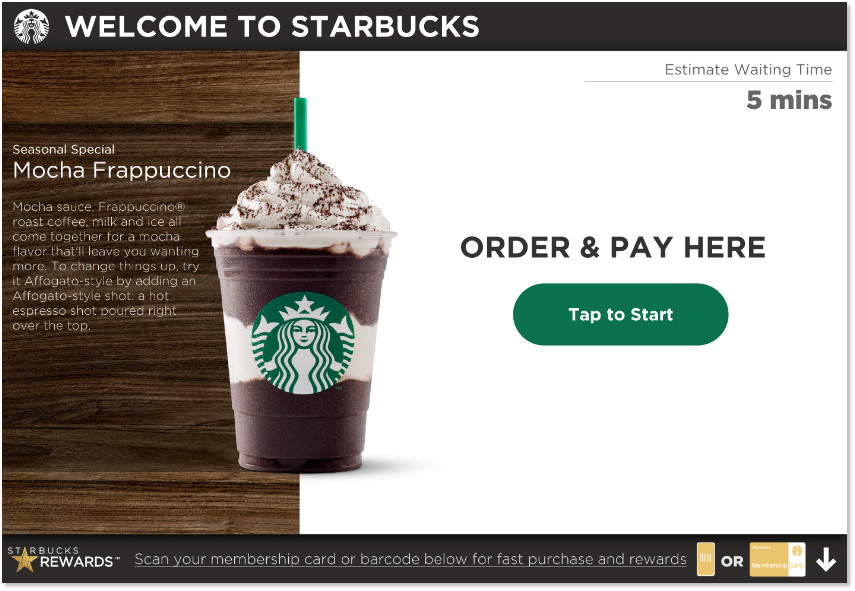 WELCOME TO STARBUCKS
Estimate Waiting Time
5 mins
Seasonal Special
Mocha Frappuccino
Mocha sauce, Frappuccino®
roast coffee, milk and ice all
come together for a mocha
flavor that'll leave you wanting
more. To change things up, try
it Affogato-style by adding an
Affogato-style shot: a hot
espresso shot poured right
over the top.
ORDER & PAY HERE
Tap to Start
STARBUCKS
REWARDS™
Scan your membership card or barcode below for fast purchase and rewards
OR
Membership Card